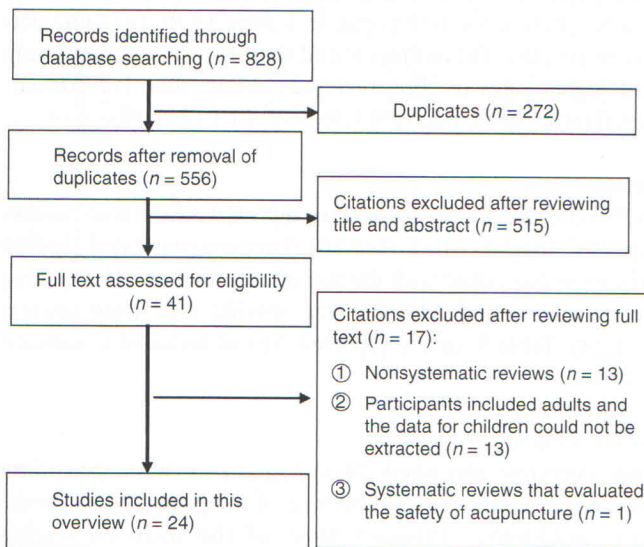 Records identified through
database searching (n = 828)
Duplicates (n = 272)
Records after removal of
duplicates (n = 556)
Citations excluded after reviewing
title and abstract (n = 515)
Full text assessed for eligibility
(n = 41)
Citations excluded after reviewing full
text (n = 17):
① Nonsystematic reviews (n = 13)
② Participants included adults and
the data for children could not be
extracted (n = 13)
③ Systematic reviews that evaluated
the safety of acupuncture (n = 1)
Studies included in this
overview (n = 24)